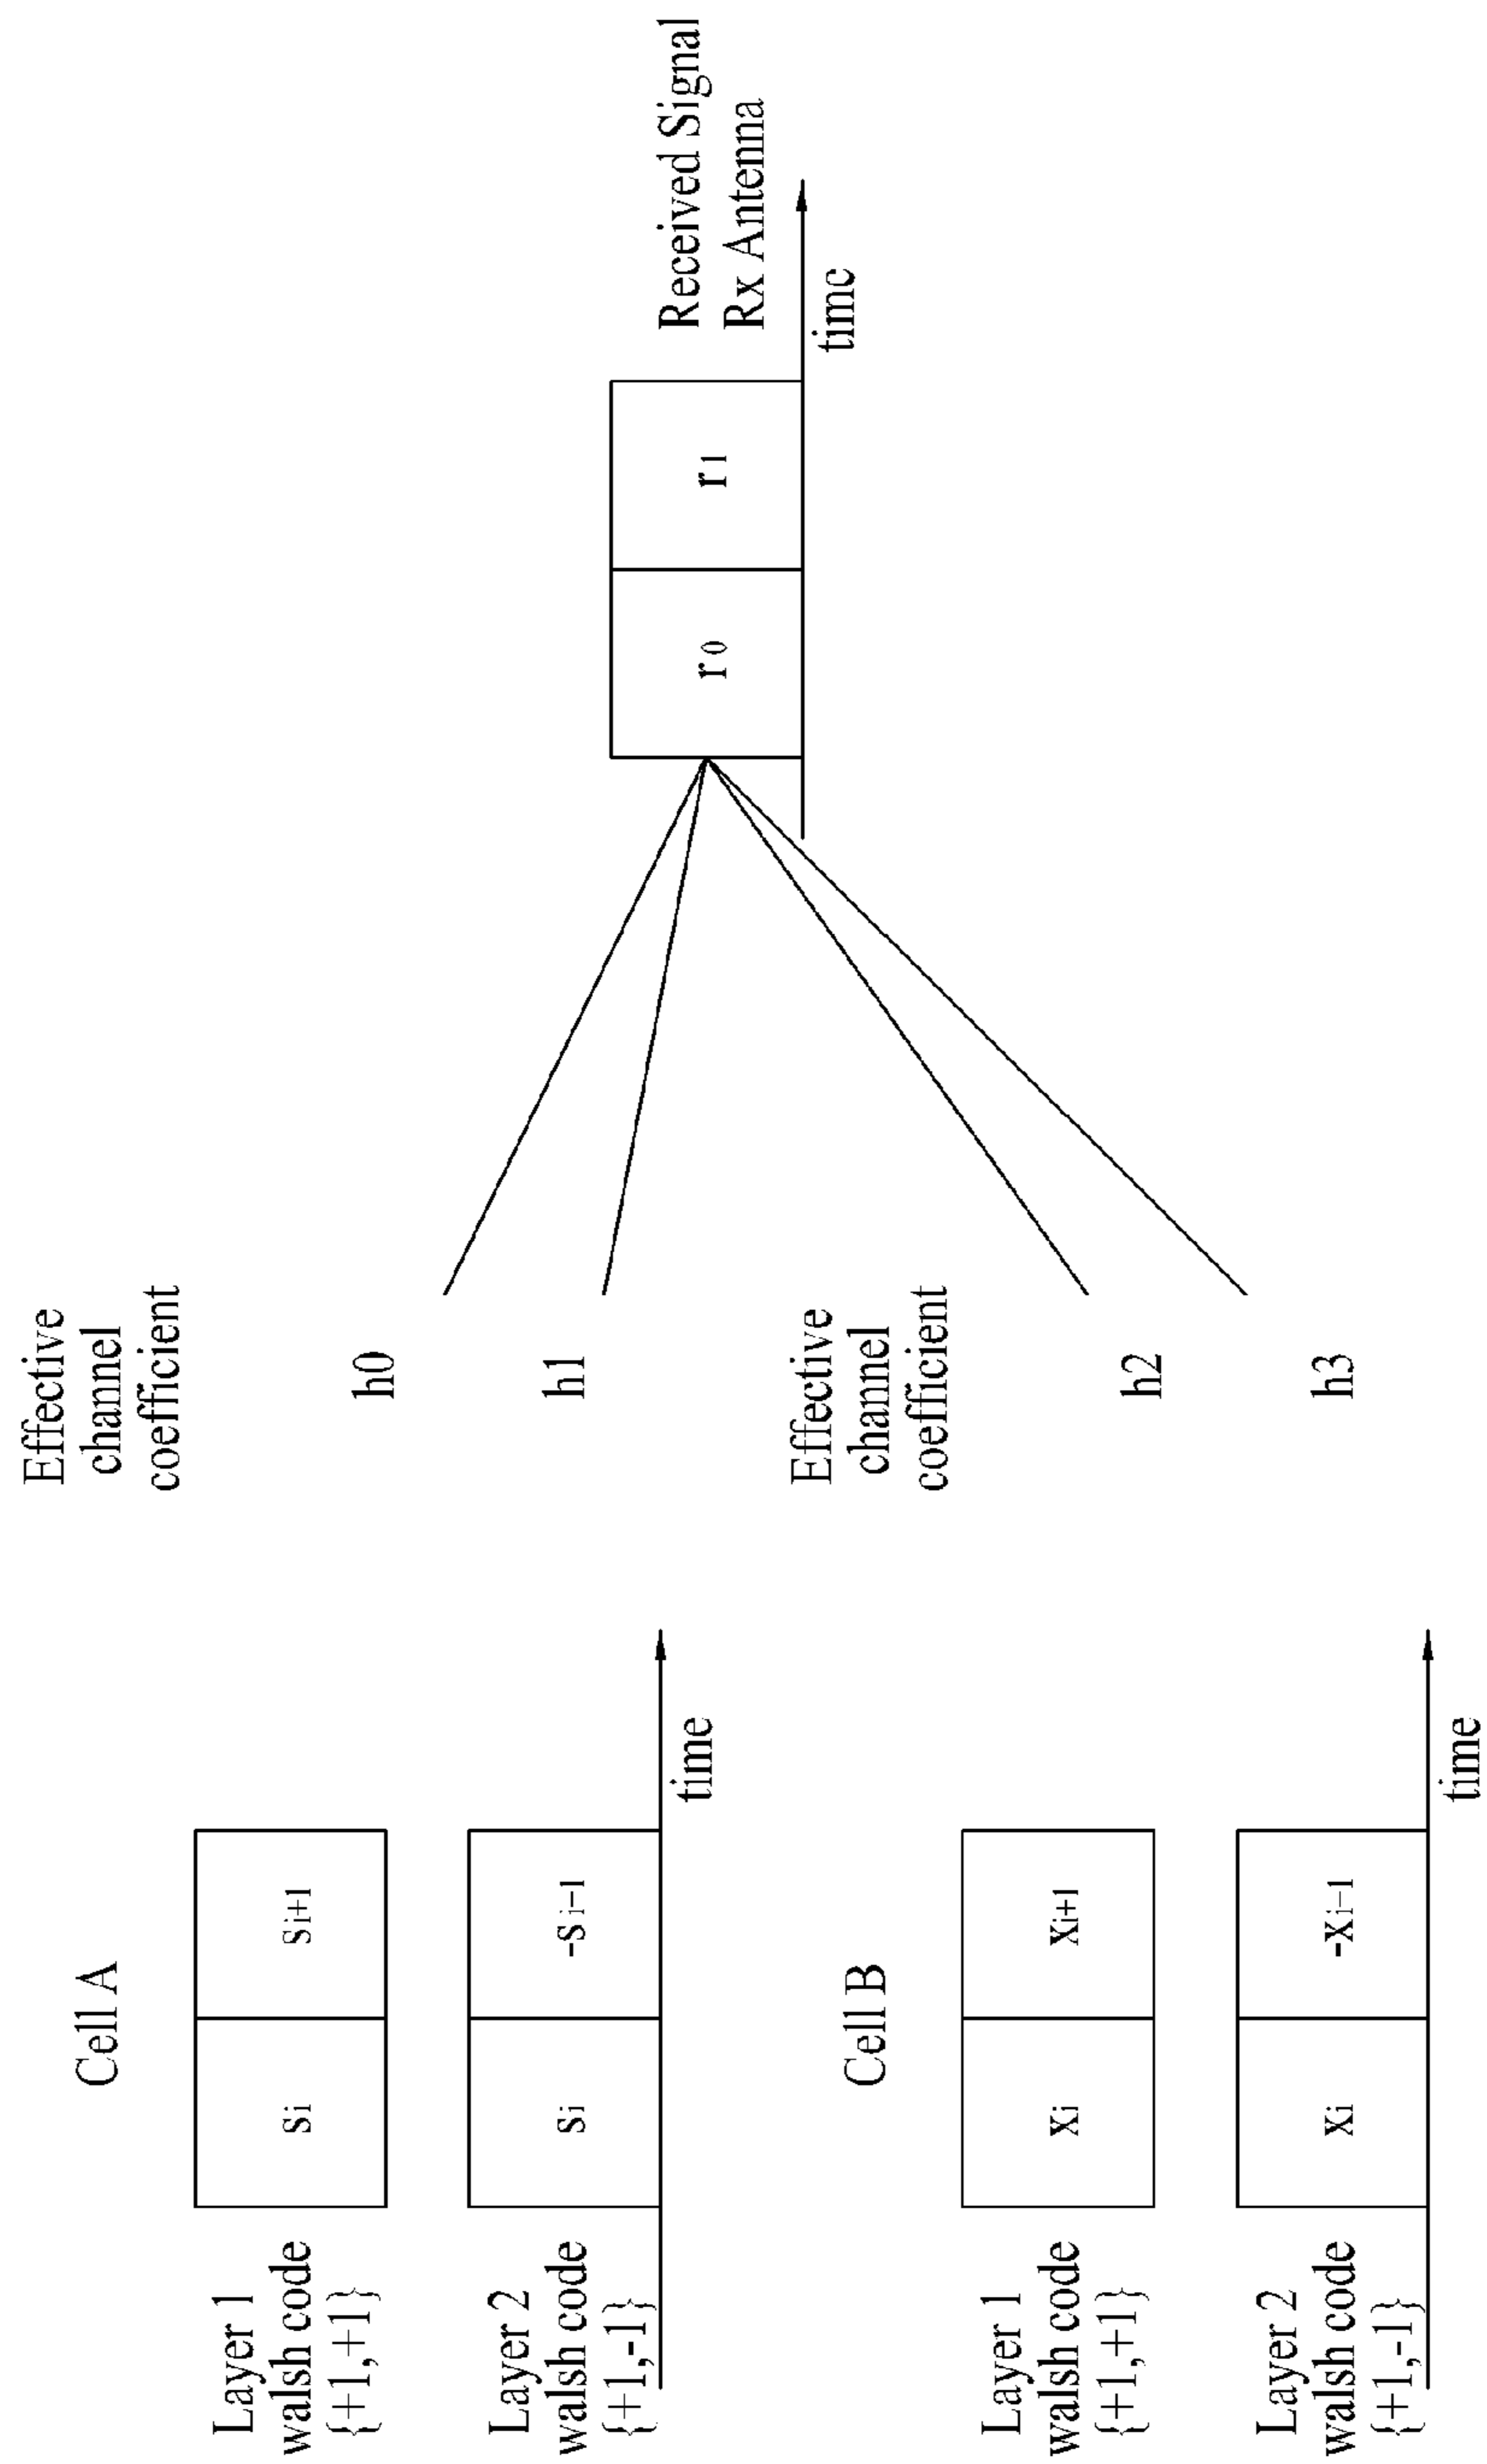 Cell A
Layer 1
walsh code
{+1,+1}
si
si+1
Layer 2
walsh code
{+1,-1}
si
-si−1
time
Effective
channel
coefficient
h0
h1
Cell B
Layer 1
walsh code
{+1,+1}
xi
xi+1
Layer 2
walsh code
{+1,-1}
xi
-xi−1
time
Effective
channel
coefficient
h2
h3
r0
r1
Received Signal
Rx Antenna
time